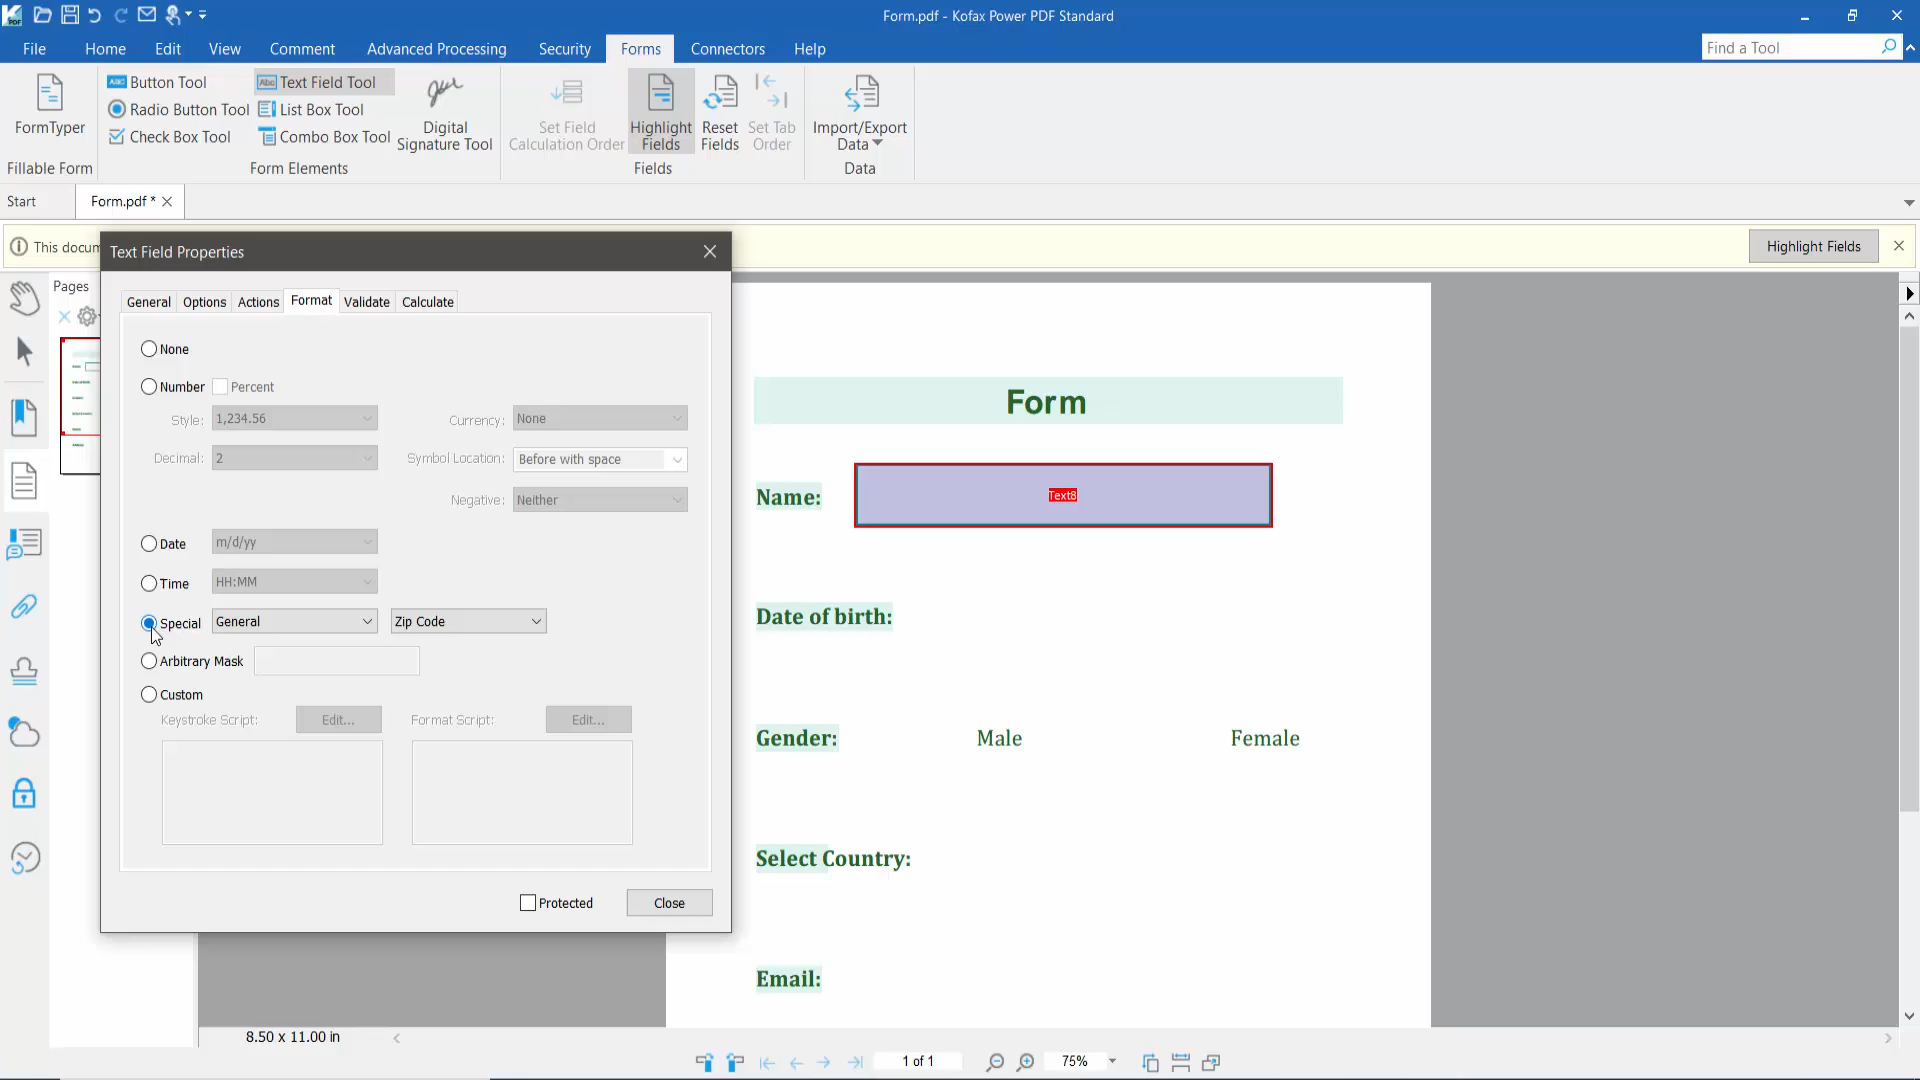 Form.pdf - Kofax Power PDF Standard
File Home Edit View Comment Advanced Processing Security Forms Connectors Help
Find a Tool
FormTyper
Fillable Form
Button Tool
Radio Button Tool
Check Box Tool
Text Field Tool
List Box Tool
Combo Box Tool
Digital
Signature Tool
Form Elements
Set Field
Calculation Order
Highlight
Fields
Reset
Fields
Set Tab
Order
Fields
Import/Export
Data
Data
Start
Form.pdf *
This docum
Highlight Fields
Pages
Text Field Properties
General Options Actions Format Validate Calculate
None
Number Percent
Style: 1,234.56 Currency: None
Decimal: 2 Symbol Location: Before with space
Negative: Neither
Date m/d/yy
Time HH:MM
Special General Zip Code
Arbitrary Mask
Custom
Keystroke Script: Edit... Format Script: Edit...
Protected Close
Form
Name: Text8
Date of birth:
Gender: Male Female
Select Country:
Email:
8.50 x 11.00 in
1 of 1
75%